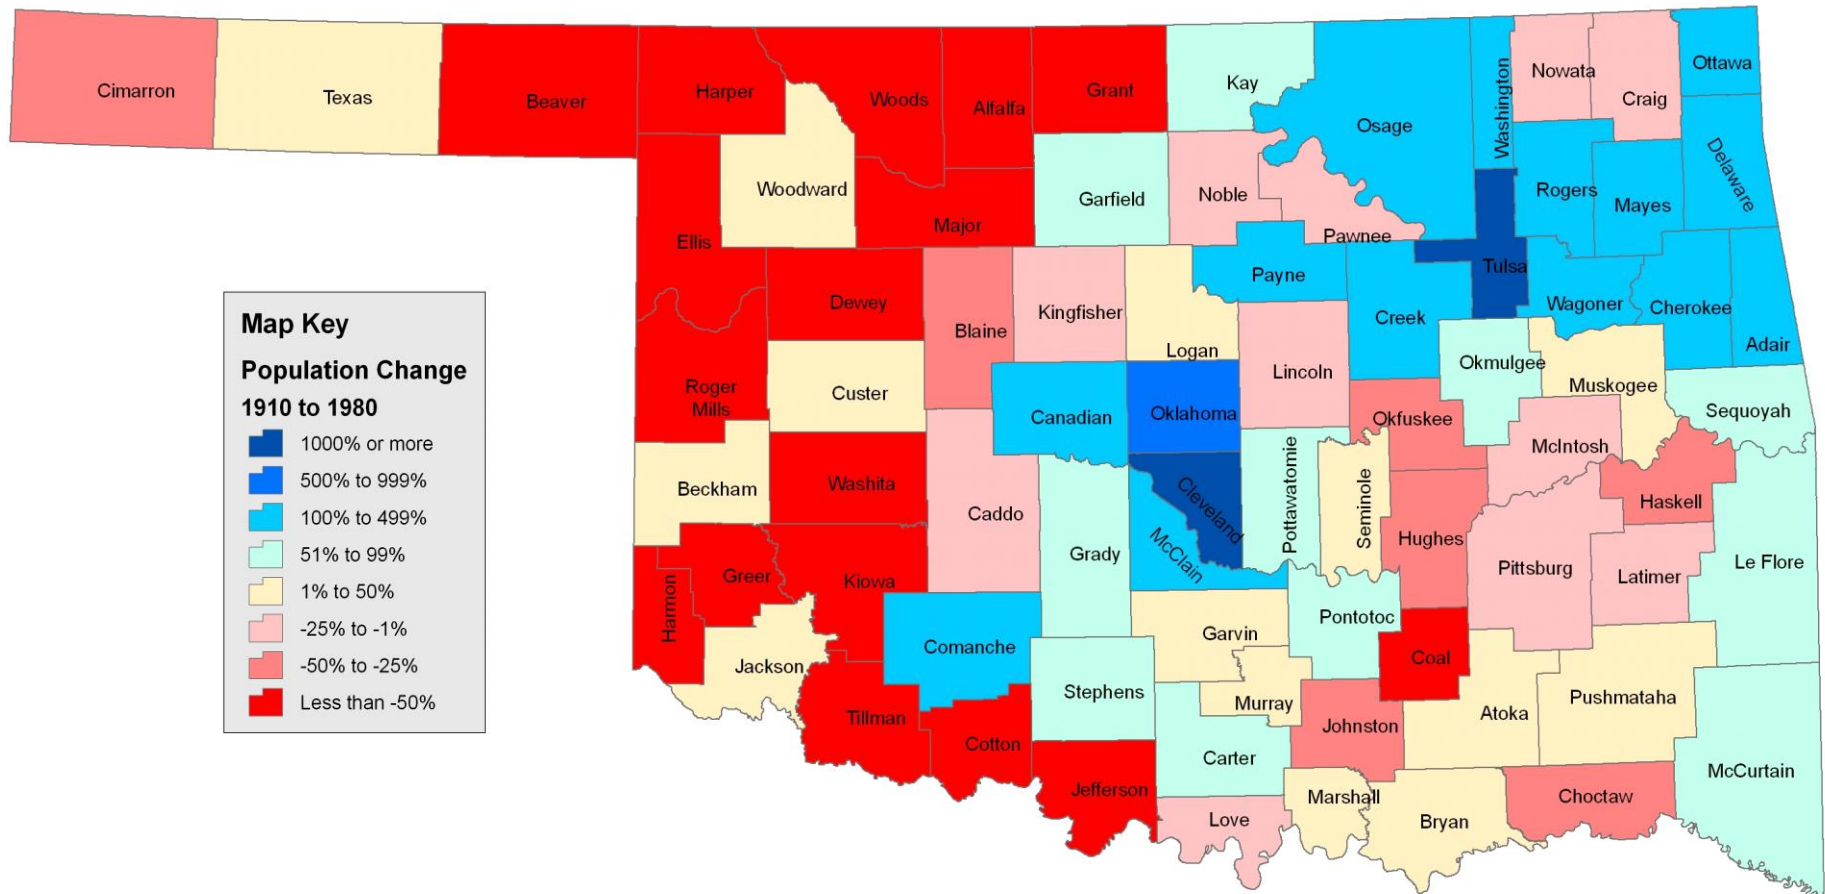 Cimarron
Texas
Beaver
Harper
Woods
Alfalfa
Grant
Kay
Osage
Washington
Nowata
Craig
Ottawa
Ellis
Woodward
Major
Garfield
Noble
Pawnee
Rogers
Mayes
Delaware
Roger
Mills
Dewey
Custer
Blaine
Kingfisher
Logan
Payne
Lincoln
Creek
Tulsa
Wagoner
Cherokee
Adair
Canadian
Oklahoma
Okfuskee
Okmulgee
Muskogee
McIntosh
Sequoyah
Beckham
Washita
Caddo
Grady
McClain
Cleveland
Pottawatomie
Seminole
Hughes
Pittsburg
Haskell
Latimer
Le Flore
Harmon
Greer
Kiowa
Jackson
Comanche
Tillman
Cotton
Stephens
Jefferson
Garvin
Murray
Carter
Love
Pontotoc
Johnston
Marshall
Coal
Atoka
Bryan
Pushmataha
Choctaw
McCurtain
Map Key
Population Change
1910 to 1980
1000% or more
500% to 999%
100% to 499%
51% to 99%
1% to 50%
-25% to -1%
-50% to -25%
Less than -50%